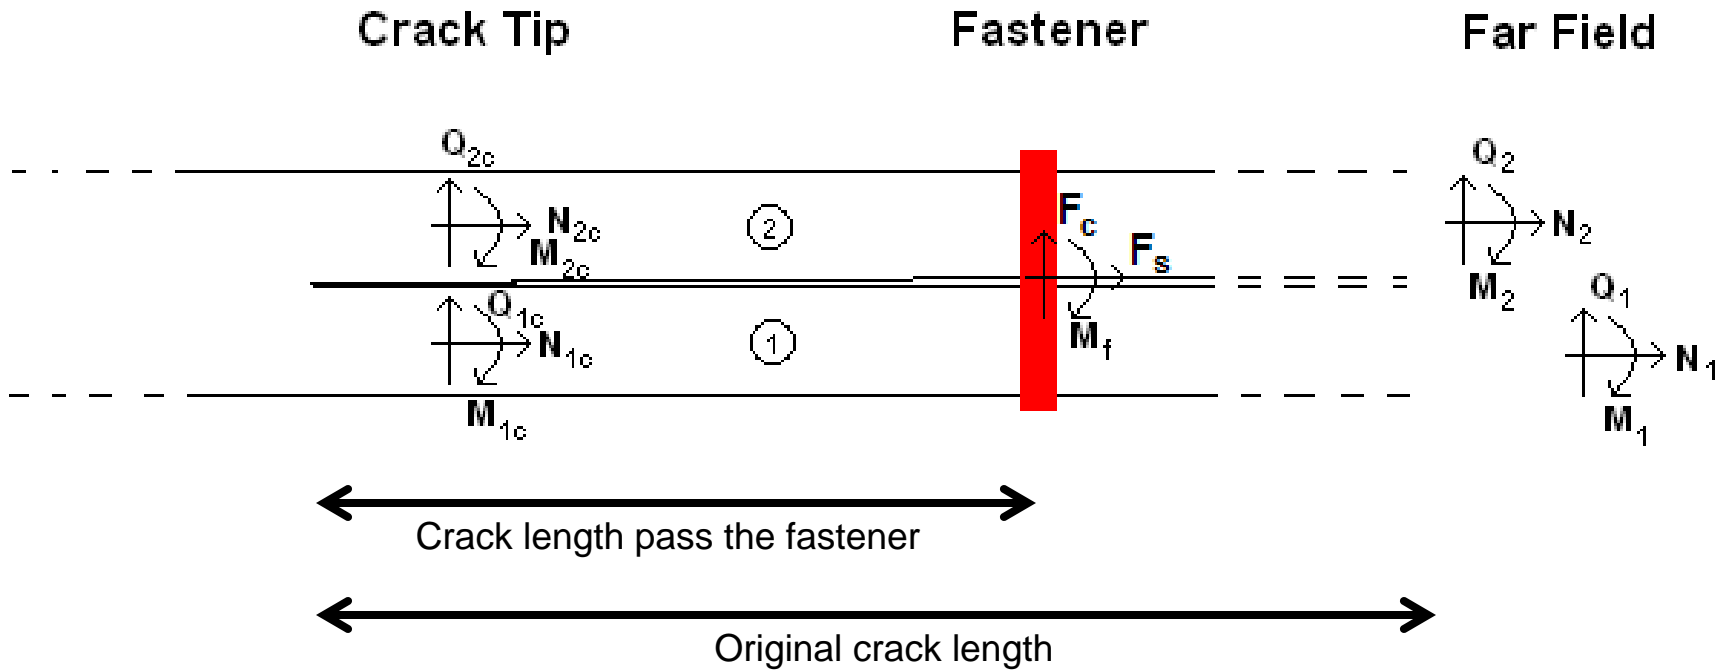 Crack Tip Fastener Far Field
Q2c
N2c
M2c
2
Fc
Fs
Mf
Q2
N2
M2
Q1c
N1c
M1c
1
Q1
N1
M1
Crack length pass the fastener
Original crack length